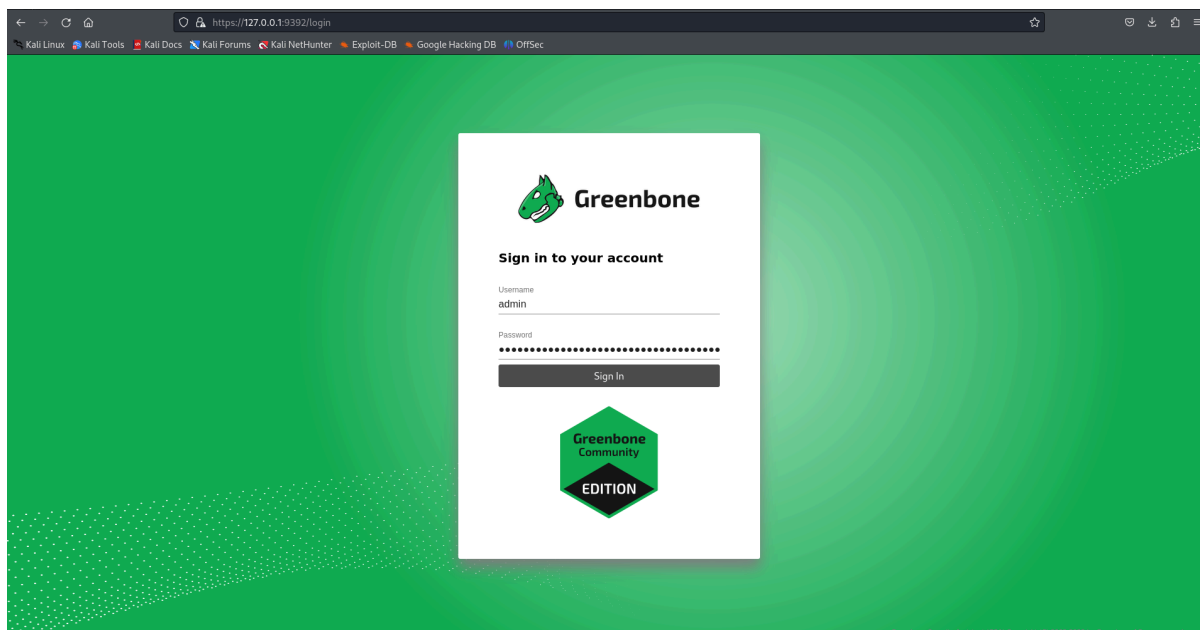 https://127.0.0.1:9392/login
Kali Linux Kali Tools Kali Docs Kali Forums Kali NetHunter Exploit-DB Google Hacking DB OffSec
Greenbone
Sign in to your account
Username
admin
Password
••••••••••••••••••••••••••••••••••••
Sign In
Greenbone
Community
EDITION